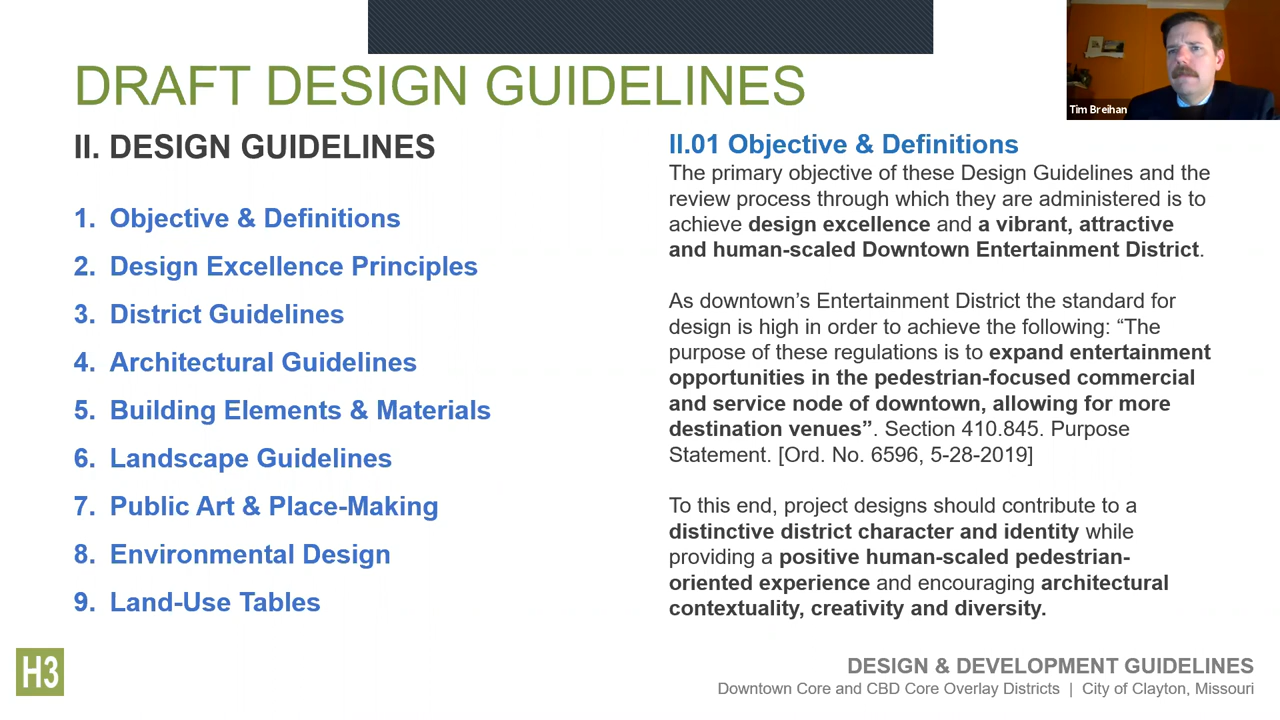 DRAFT DESIGN GUIDELINES
Tim Breihan
II. DESIGN GUIDELINES
1. Objective & Definitions
2. Design Excellence Principles
3. District Guidelines
4. Architectural Guidelines
5. Building Elements & Materials
6. Landscape Guidelines
7. Public Art & Place-Making
8. Environmental Design
9. Land-Use Tables
II.01 Objective & Definitions
The primary objective of these Design Guidelines and the
review process through which they are administered is to
achieve design excellence and a vibrant, attractive
and human-scaled Downtown Entertainment District.
As downtown’s Entertainment District the standard for
design is high in order to achieve the following: “The
purpose of these regulations is to expand entertainment
opportunities in the pedestrian-focused commercial
and service node of downtown, allowing for more
destination venues”. Section 410.845. Purpose
Statement. [Ord. No. 6596, 5-28-2019]
To this end, project designs should contribute to a
distinctive district character and identity while
providing a positive human-scaled pedestrian-
oriented experience and encouraging architectural
contextuality, creativity and diversity.
H3
DESIGN & DEVELOPMENT GUIDELINES
Downtown Core and CBD Core Overlay Districts | City of Clayton, Missouri